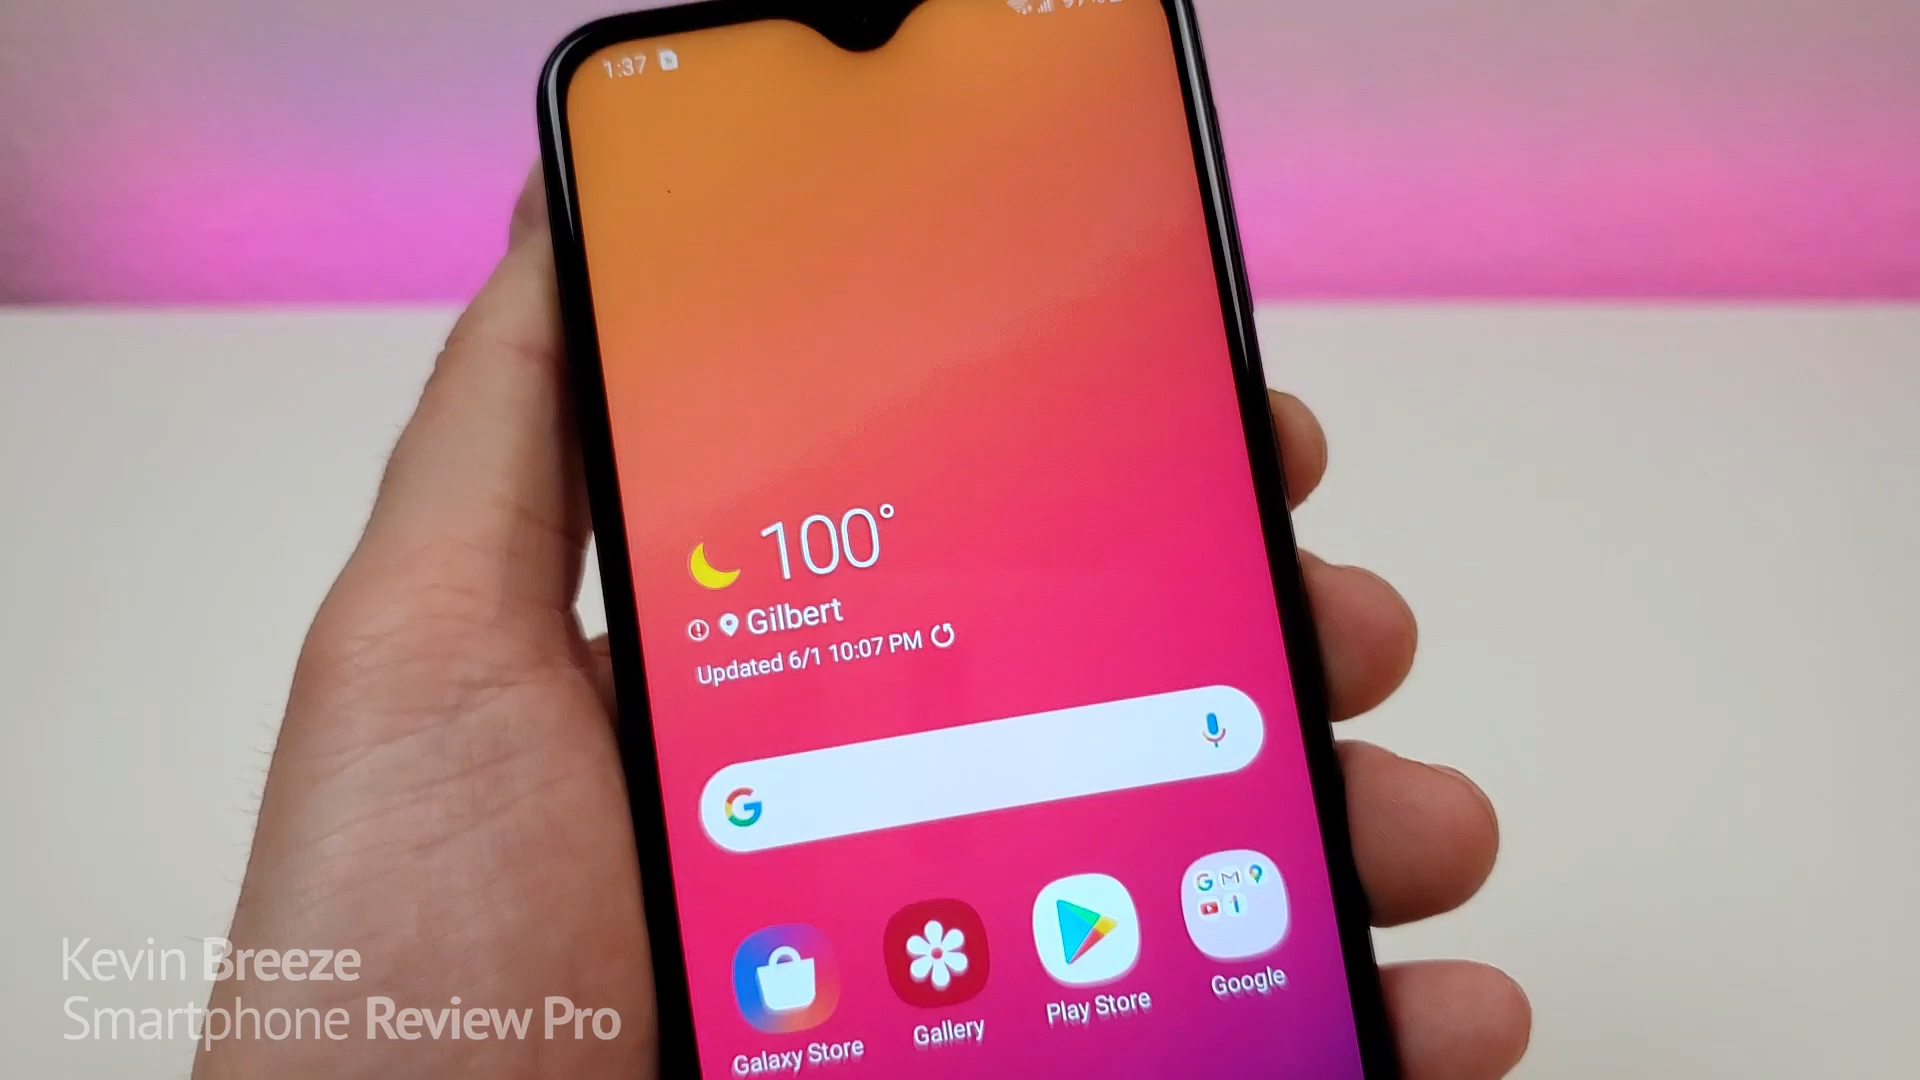 1:37
100°
Gilbert
Updated 6/1 10:07 PM
Galaxy Store
Gallery
Play Store
Google
Kevin Breeze
Smartphone Review Pro